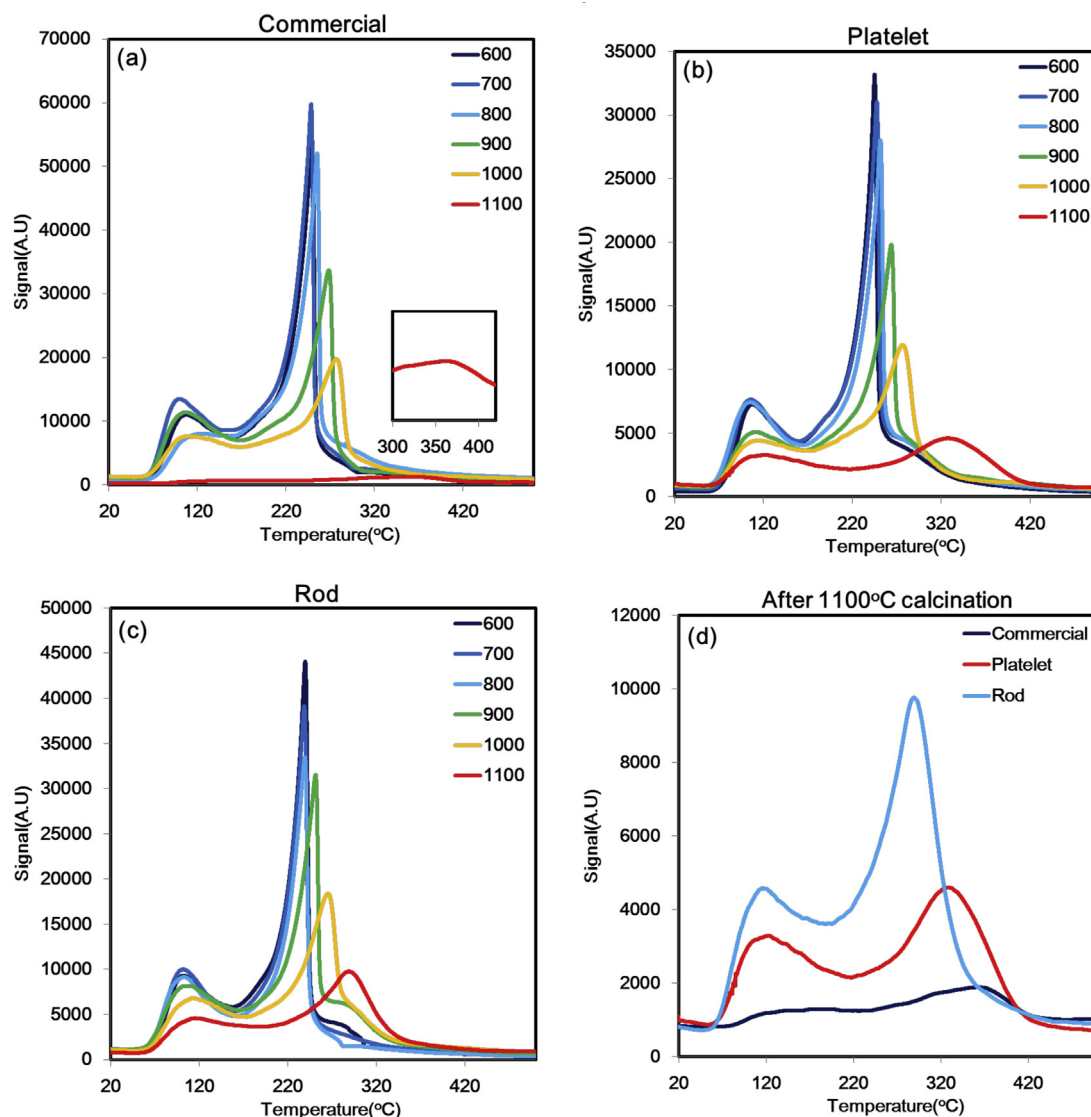 Commercial
(a)
70000
60000
50000
40000
30000
20000
10000
0
Signal(A.U)
600
700
800
900
1000
1100
300 350 400
20 120 220 320 420
Temperature(°C)
Platelet
(b)
35000
30000
25000
20000
15000
10000
5000
0
Signal(A.U)
600
700
800
900
1000
1100
20 120 220 320 420
Temperature(°C)
Rod
(c)
50000
45000
40000
35000
30000
25000
20000
15000
10000
5000
0
Signal(A.U)
600
700
800
900
1000
1100
20 120 220 320 420
Temperature(°C)
After 1100°C calcination
(d)
12000
10000
8000
6000
4000
2000
0
Signal(A.U)
Commercial
Platelet
Rod
20 120 220 320 420
Temperature(°C)